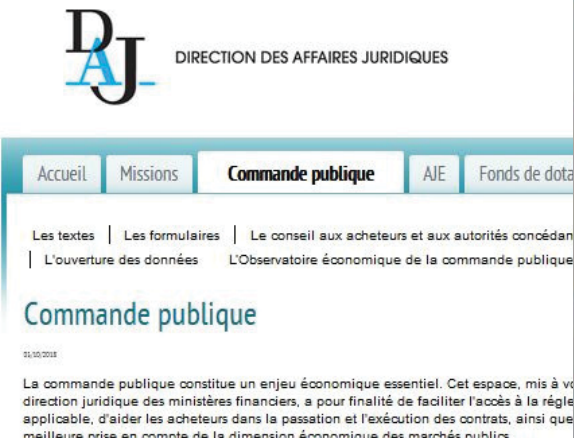 DAJ
DIRECTION DES AFFAIRES JURIDIQUES
Accueil Missions Commande publique AJE Fonds de dota
Les textes | Les formulaires | Le conseil aux acheteurs et aux autorités concédan
| L'ouverture des données L'Observatoire économique de la commande publique
Commande publique
01/10/2018
La commande publique constitue un enjeu économique essentiel. Cet espace, mis à vo
direction juridique des ministères financiers, a pour finalité de faciliter l'accès à la régle
applicable, d'aider les acheteurs dans la passation et l'exécution des contrats, ainsi que
meilleure prise en compte de la dimension économique des marchés publics.